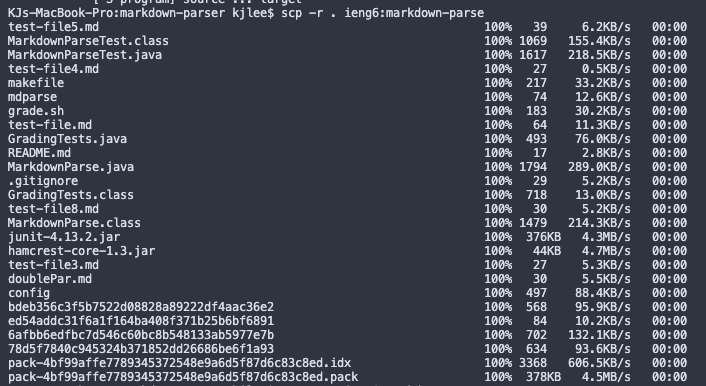 [ S program] source ... target
KJs-MacBook-Pro:markdown-parser kjlee$ scp -r . ieng6:markdown-parse
test-file5.md 100% 39 6.2KB/s 00:00
MarkdownParseTest.class 100% 1069 155.4KB/s 00:00
MarkdownParseTest.java 100% 1617 218.5KB/s 00:00
test-file4.md 100% 27 0.5KB/s 00:00
makefile 100% 217 33.2KB/s 00:00
mdparse 100% 74 12.6KB/s 00:00
grade.sh 100% 183 30.2KB/s 00:00
test-file.md 100% 64 11.3KB/s 00:00
GradingTests.java 100% 493 76.0KB/s 00:00
README.md 100% 17 2.8KB/s 00:00
MarkdownParse.java 100% 1794 289.0KB/s 00:00
.gitignore 100% 29 5.2KB/s 00:00
GradingTests.class 100% 718 13.0KB/s 00:00
test-file8.md 100% 30 5.2KB/s 00:00
MarkdownParse.class 100% 1479 214.3KB/s 00:00
junit-4.13.2.jar 100% 376KB 4.3MB/s 00:00
hamcrest-core-1.3.jar 100% 44KB 4.7MB/s 00:00
test-file3.md 100% 27 5.3KB/s 00:00
doublePar.md 100% 30 5.5KB/s 00:00
config 100% 497 88.4KB/s 00:00
bdeb356c3f5b7522d08828a89222df4aac36e2 100% 568 95.9KB/s 00:00
ed54addc31f6a1f164ba408f371b25b6bf6891 100% 84 10.2KB/s 00:00
6afbb6edfbc7d546c60bc8b548133ab5977e7b 100% 702 132.1KB/s 00:00
78d5f7840c945324b371852dd26686be6f1a93 100% 634 93.6KB/s 00:00
pack-4bf99affe7789345372548e9a6d5f87d6c83c8ed.idx 100% 3368 606.5KB/s 00:00
pack-4bf99affe7789345372548e9a6d5f87d6c83c8ed.pack 100% 378KB 4.5MB/s 00:00